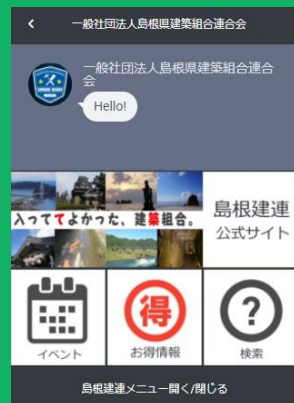 一般社団法人島根県建築組合連合会
一般社団法人島根県建築組合連合
会
Hello!
入っててよかった、建築組合。
島根建連
公式サイト
イベント
得
お得情報
?
検索
島根建連メニュー開く/閉じる